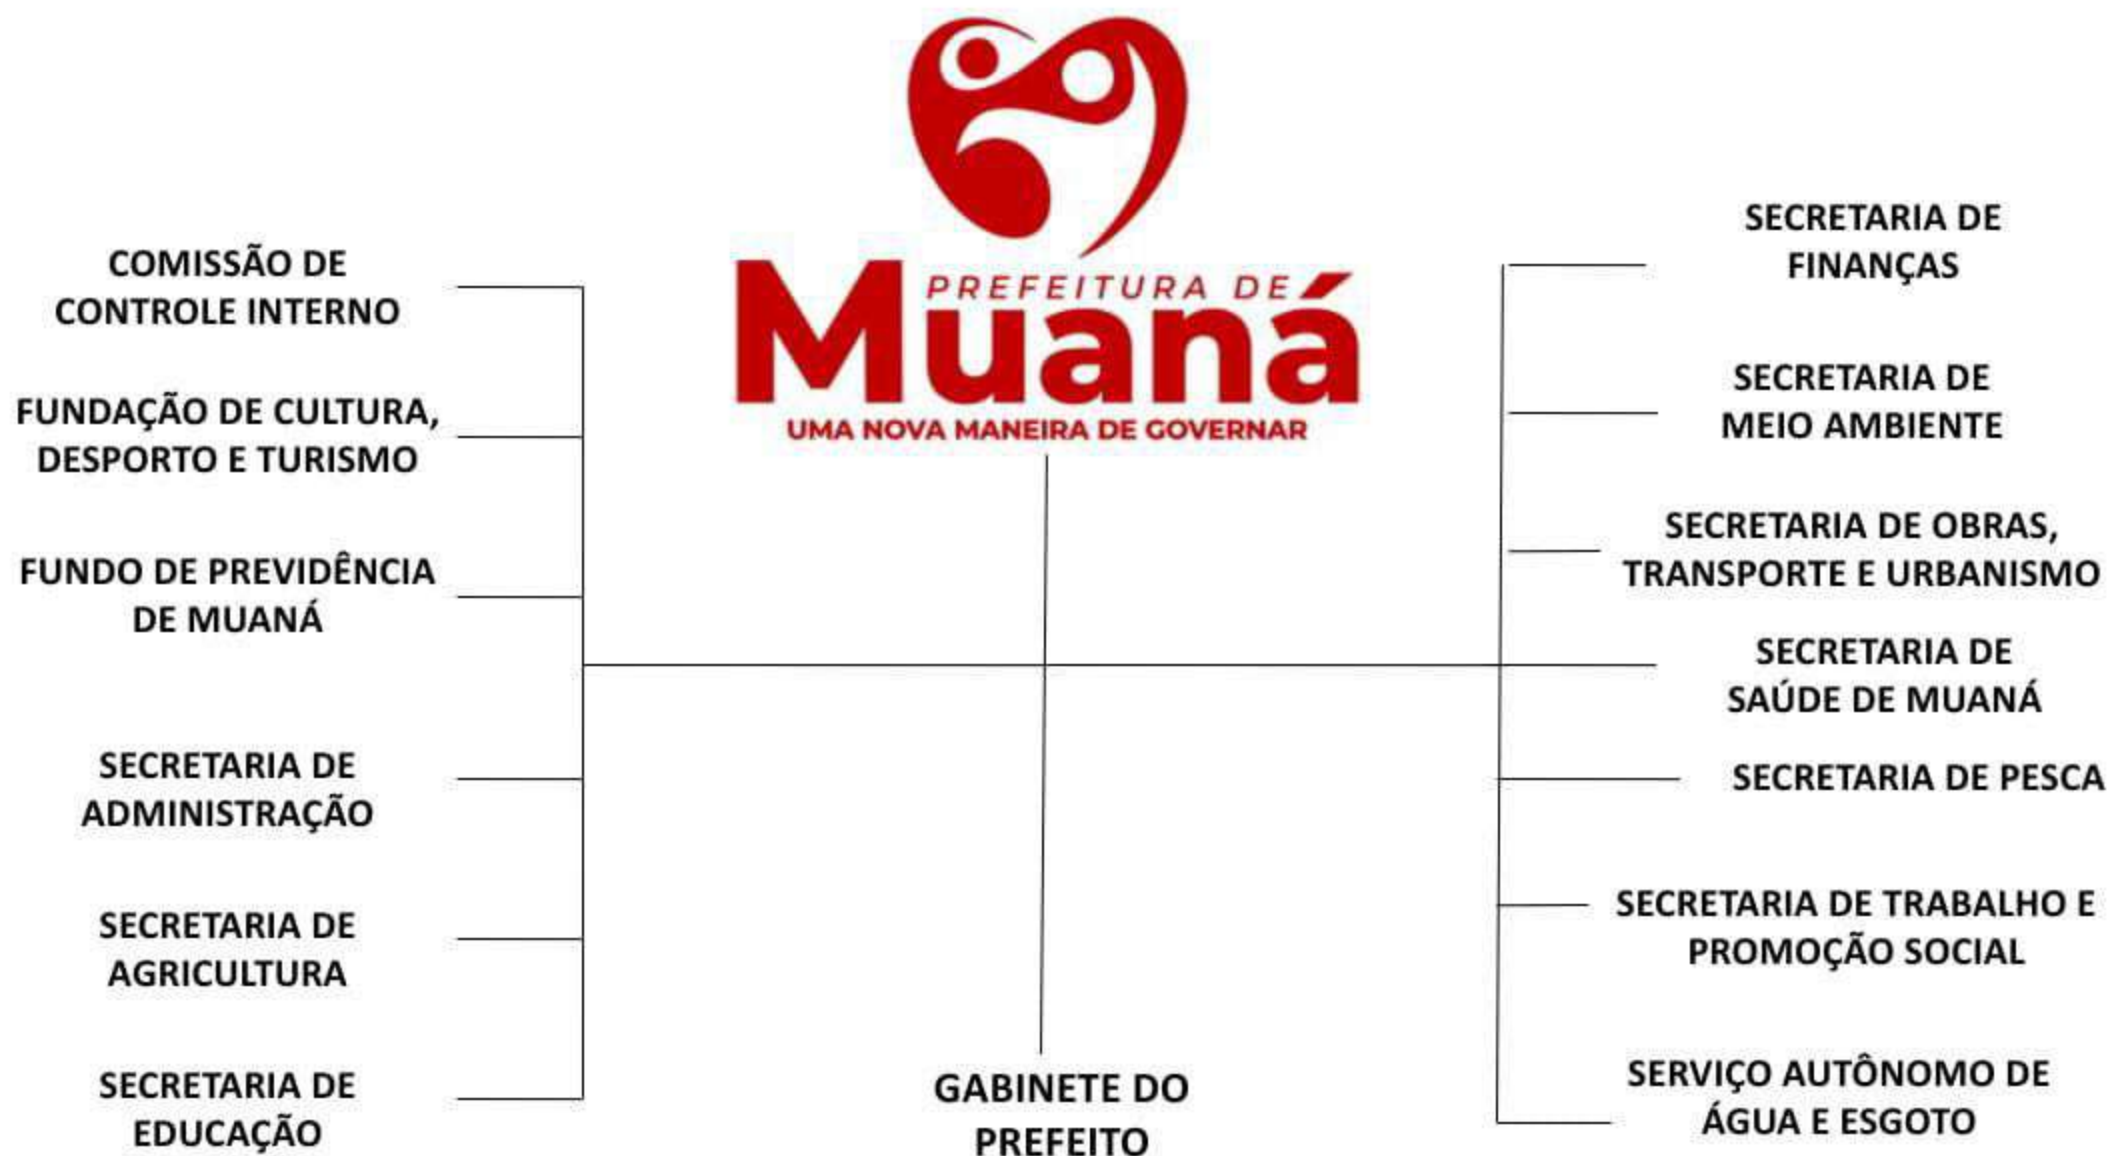 PREFEITURA DE
Muaná
UMA NOVA MANEIRA DE GOVERNAR
COMISSÃO DE
CONTROLE INTERNO
FUNDAÇÃO DE CULTURA,
DESPORTO E TURISMO
FUNDO DE PREVIDÊNCIA
DE MUANÁ
SECRETARIA DE
ADMINISTRAÇÃO
SECRETARIA DE
AGRICULTURA
SECRETARIA DE
EDUCAÇÃO
GABINETE DO
PREFEITO
SECRETARIA DE
FINANÇAS
SECRETARIA DE
MEIO AMBIENTE
SECRETARIA DE OBRAS,
TRANSPORTE E URBANISMO
SECRETARIA DE
SAÚDE DE MUANÁ
SECRETARIA DE PESCA
SECRETARIA DE TRABALHO E
PROMOÇÃO SOCIAL
SERVIÇO AUTÔNOMO DE
ÁGUA E ESGOTO